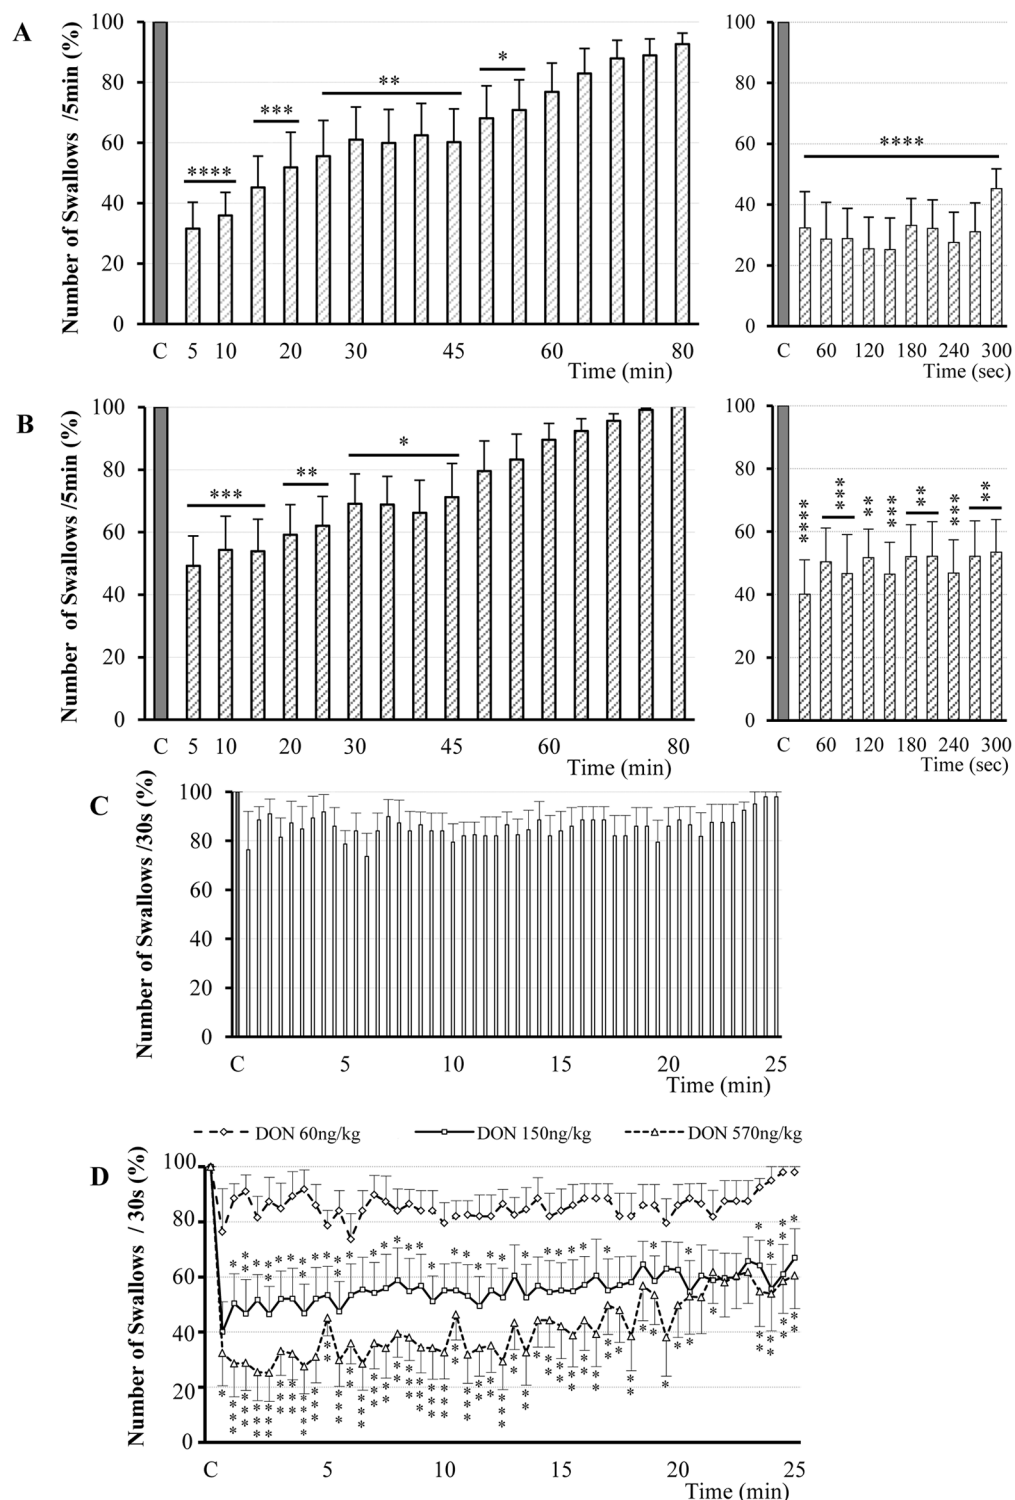 A
Number of Swallows /5min (%)
100
80
60
40
20
0
****
***
**
*
C 5 10 20 30 45 60 80
Time (min)
100
80
60
40
20
0
****
C 60 120 180 240 300
Time (sec)
B
Number of Swallows /5min (%)
100
80
60
40
20
0
***
**
*
C 5 10 20 30 45 60 80
Time (min)
100
80
60
40
20
0
**** *** ** *** ** *** **
C 60 120 180 240 300
Time (sec)
C
Number of Swallows /30s (%)
100
80
60
40
20
0
C 5 10 15 20 25
Time (min)
DON 60ng/kg DON 150ng/kg DON 570ng/kg
D
Number of Swallows / 30s (%)
100
80
60
40
20
0
C 5 10 15 20 25
Time (min)